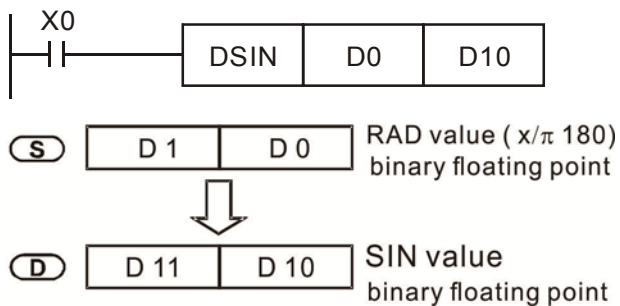 X0
DSIN D0 D10
S D 1 D 0 RAD value ( x/π 180)
binary floating point
D D 11 D 10 SIN value
binary floating point